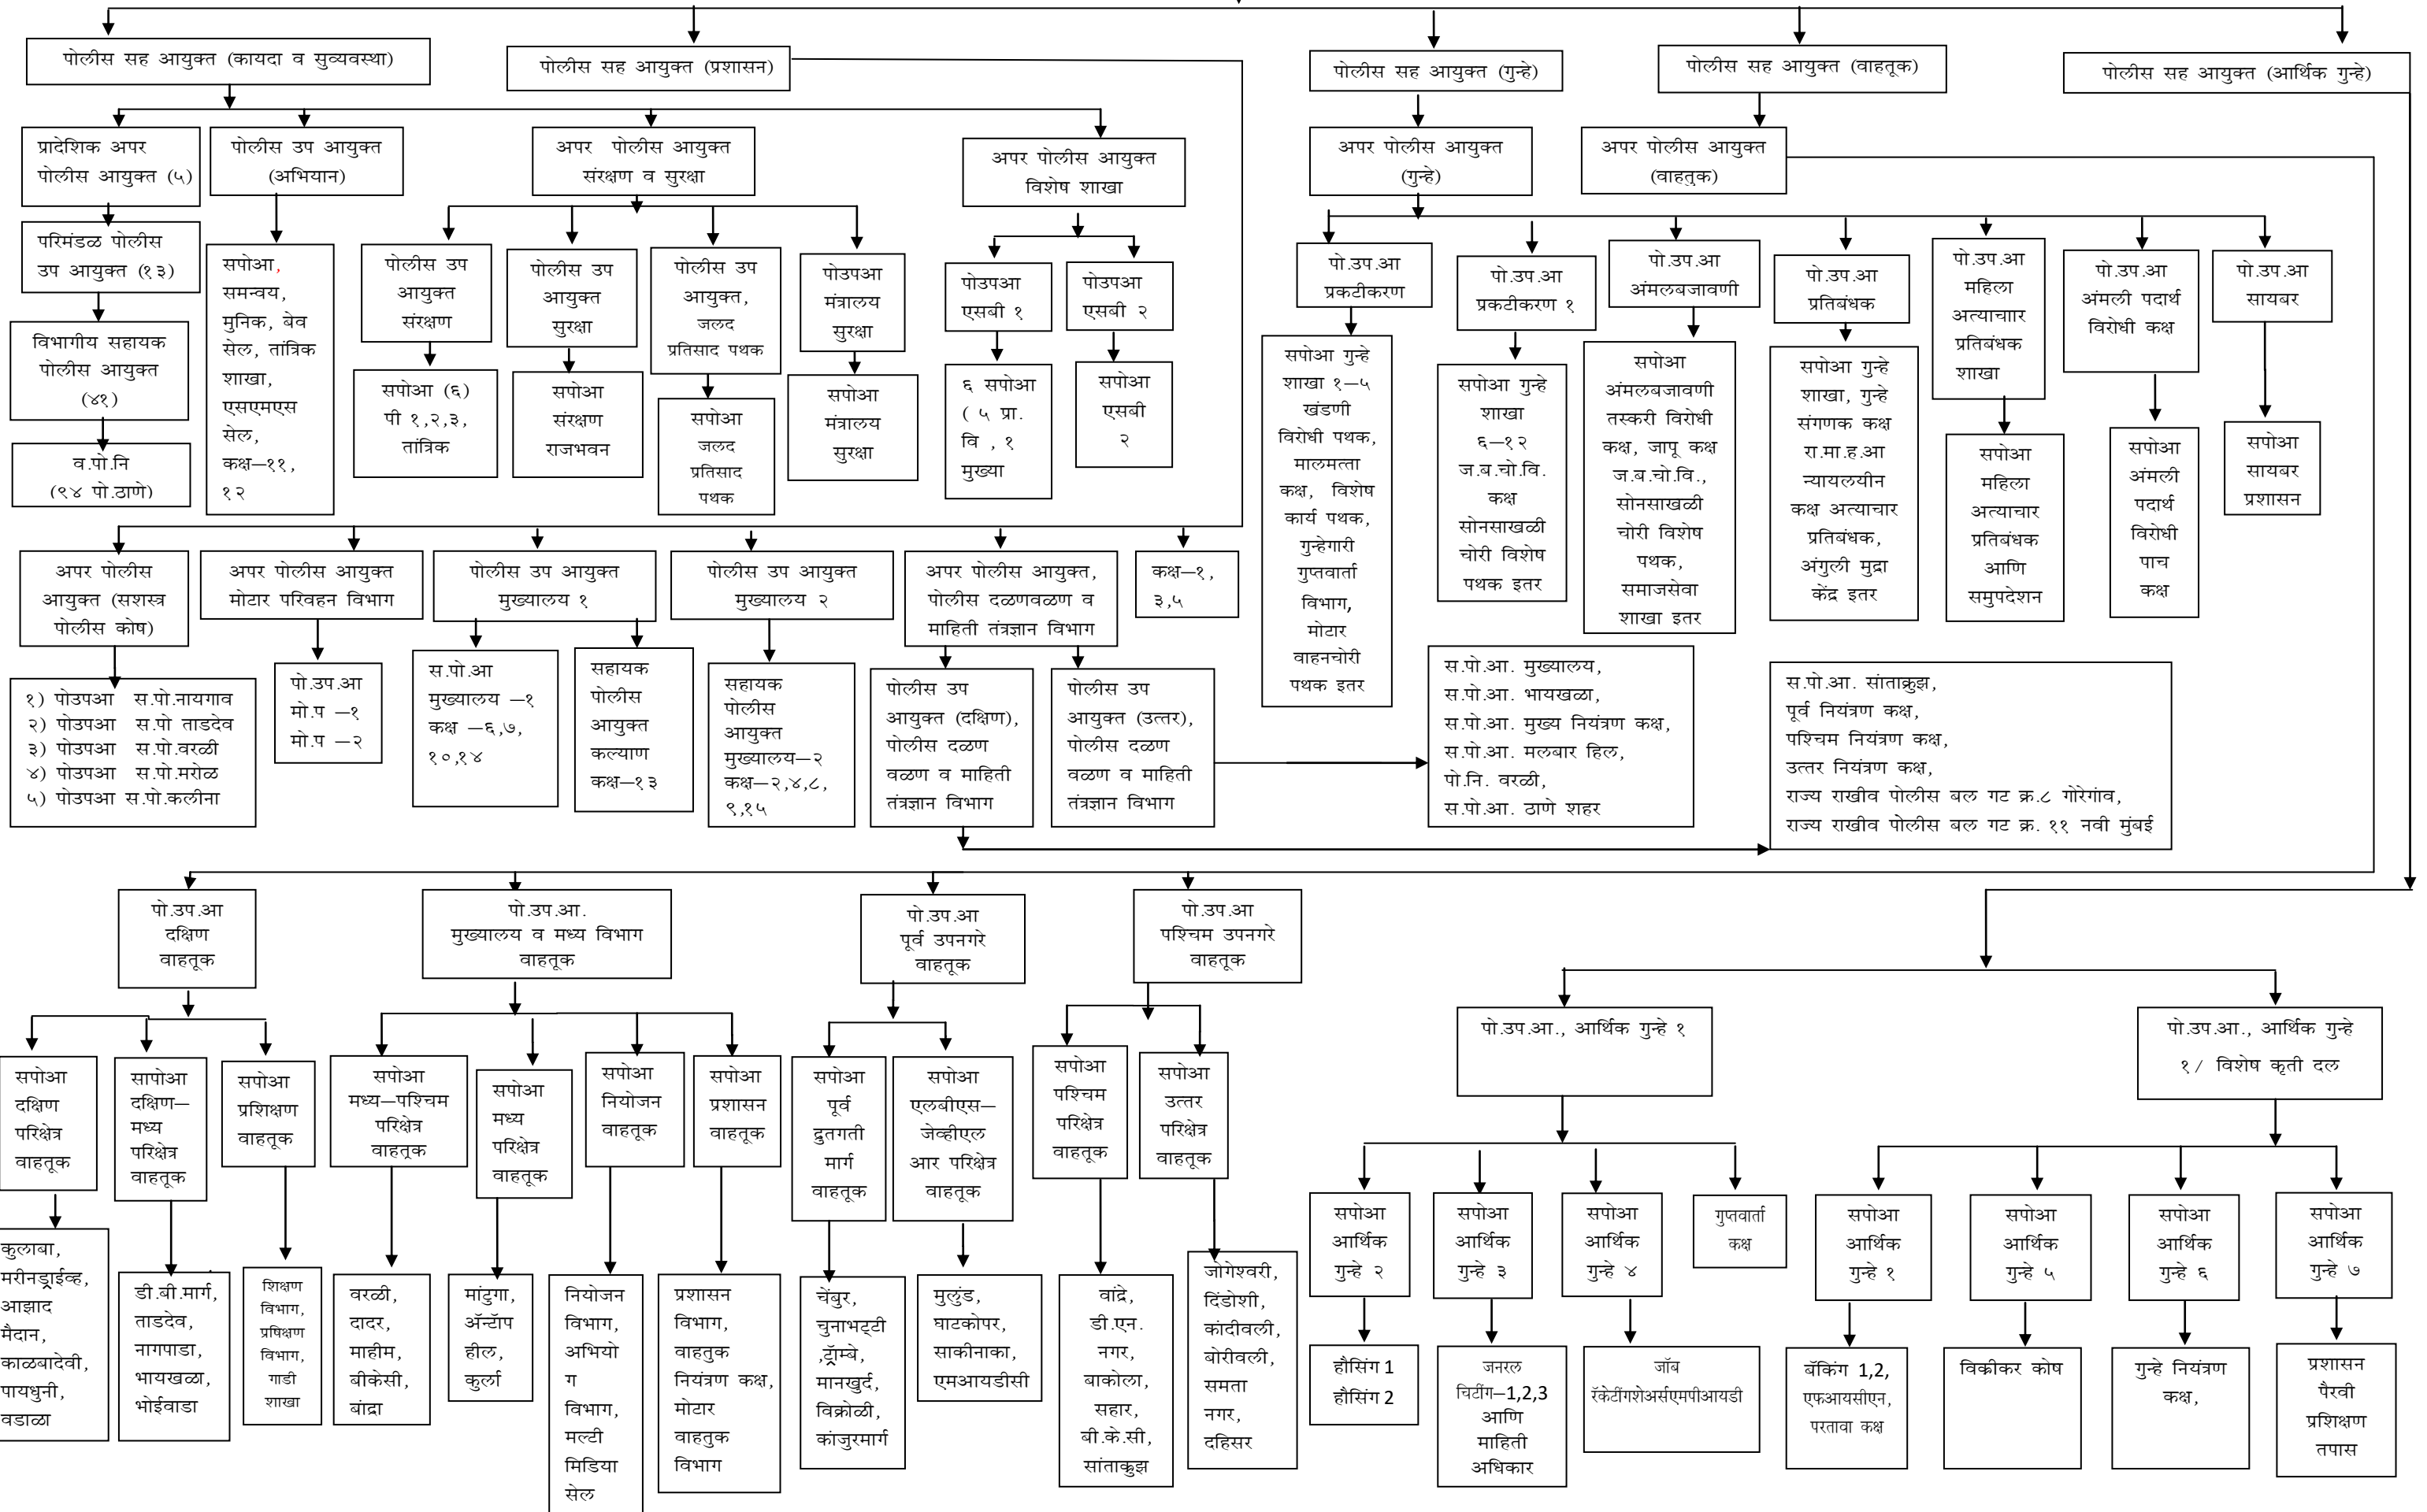 पोलीस सह आयुक्त (कायदा व सुव्यवस्था)
पोलीस सह आयुक्त (प्रशासन)
पोलीस सह आयुक्त (गुन्हे)
पोलीस सह आयुक्त (वाहतूक)
पोलीस सह आयुक्त (आर्थिक गुन्हे)
प्रादेशिक अपर
पोलीस आयुक्त (५)
पोलीस उप आयुक्त
(अभियान)
अपर पोलीस आयुक्त
संरक्षण व सुरक्षा
अपर पोलीस आयुक्त
विशेष शाखा
अपर पोलीस आयुक्त
(गुन्हे)
अपर पोलीस आयुक्त
(वाहतुक)
परिमंडळ पोलीस
उप आयुक्त (१३)
विभागीय सहायक
पोलीस आयुक्त
(४१)
व.पो.नि
(९४ पो.ठाणे)
सपोआ,
समन्वय,
मुनिक, बेव
सेल, तांत्रिक
शाखा,
एसएमएस
सेल,
कक्ष—११,
१२
पोलीस उप
आयुक्त
संरक्षण
सपोआ (६)
पी १,२,३,
तांत्रिक
पोलीस उप
आयुक्त
सुरक्षा
सपोआ
संरक्षण
राजभवन
पोलीस उप
आयुक्त,
जलद
प्रतिसाद पथक
सपोआ
जलद
प्रतिसाद
पथक
पोउपआ
मंत्रालय
सुरक्षा
सपोआ
मंत्रालय
सुरक्षा
पोउपआ
एसबी १
६ सपोआ
( ५ प्रा.
वि , १
मुख्या
पोउपआ
एसबी २
सपोआ
एसबी
२
पो.उप.आ
प्रकटीकरण
सपोआ गुन्हे
शाखा १—५
खंडणी
विरोधी पथक,
मालमत्ता
कक्ष, विशेष
कार्य पथक,
गुन्हेगारी
गुप्तवार्ता
विभाग,
मोटार
वाहनचोरी
पथक इतर
पो.उप.आ
प्रकटीकरण १
सपोआ गुन्हे
शाखा
६—१२
ज.ब.चो.वि.
कक्ष
सोनसाखळी
चोरी विशेष
पथक इतर
पो.उप.आ
अंमलबजावणी
सपोआ
अंमलबजावणी
तस्करी विरोधी
कक्ष, जापू कक्ष
ज.ब.चो.वि.,
सोनसाखळी
चोरी विशेष
पथक,
समाजसेवा
शाखा इतर
पो.उप.आ
प्रतिबंधक
सपोआ गुन्हे
शाखा, गुन्हे
संगणक कक्ष
रा.मा.ह.आ
न्यायलयीन
कक्ष अत्याचार
प्रतिबंधक,
अंगुली मुद्रा
केंद्र इतर
पो.उप.आ
महिला
अत्याचाार
प्रतिबंधक
शाखा
सपोआ
महिला
अत्याचार
प्रतिबंधक
आणि
समुपदेशन
पो.उप.आ
अंमली पदार्थ
विरोधी कक्ष
सपोआ
अंमली
पदार्थ
विरोधी
पाच
कक्ष
पो.उप.आ
सायबर
सपोआ
सायबर
प्रशासन
अपर पोलीस
आयुक्त (सशस्त्र
पोलीस कोष)
१) पोउपआ स.पो.नायगाव
२) पोउपआ स.पो ताडदेव
३) पोउपआ स.पो.वरळी
४) पोउपआ स.पो.मरोळ
५) पोउपआ स.पो.कलीना
अपर पोलीस आयुक्त
मोटार परिवहन विभाग
पो.उप.आ
मो.प —१
मो.प —२
पोलीस उप आयुक्त
मुख्यालय १
स.पो.आ
मुख्यालय —१
कक्ष —६,७,
१०,१४
सहायक
पोलीस
आयुक्त
कल्याण
कक्ष—१३
पोलीस उप आयुक्त
मुख्यालय २
सहायक
पोलीस
आयुक्त
मुख्यालय—२
कक्ष—२,४,८,
९,१५
अपर पोलीस आयुक्त,
पोलीस दळणवळण व
माहिती तंत्रज्ञान विभाग
पोलीस उप
आयुक्त (दक्षिण),
पोलीस दळण
वळण व माहिती
तंत्रज्ञान विभाग
पोलीस उप
आयुक्त (उत्तर),
पोलीस दळण
वळण व माहिती
तंत्रज्ञान विभाग
कक्ष—१,
३,५
स.पो.आ. मुख्यालय,
स.पो.आ. भायखळा,
स.पो.आ. मुख्य नियंत्रण कक्ष,
स.पो.आ. मलबार हिल,
पो.नि. वरळी,
स.पो.आ. ठाणे शहर
स.पो.आ. सांताक्रुझ,
पूर्व नियंत्रण कक्ष,
पश्चिम नियंत्रण कक्ष,
उत्तर नियंत्रण कक्ष,
राज्य राखीव पोलीस बल गट क्र.८ गोरेगांव,
राज्य राखीव पोलीस बल गट क्र. ११ नवी मुंबई
पो.उप.आ
दक्षिण
वाहतूक
पो.उप.आ.
मुख्यालय व मध्य विभाग
वाहतूक
पो.उप.आ
पूर्व उपनगरे
वाहतूक
पो.उप.आ
पश्चिम उपनगरे
वाहतूक
सपोआ
दक्षिण
परिक्षेत्र
वाहतूक
कुलाबा,
मरीनड्राईव्ह,
आझाद
मैदान,
काळबादेवी,
पायधुनी,
वडाळा
सापोआ
दक्षिण—
मध्य
परिक्षेत्र
वाहतूक
डी.बी.मार्ग,
ताडदेव,
नागपाडा,
भायखळा,
भोईवाडा
सपोआ
प्रशिक्षण
वाहतूक
शिक्षण
विभाग,
प्रषिक्षण
विभाग,
गाडी
शाखा
सपोआ
मध्य—पश्चिम
परिक्षेत्र
वाहतूक
वरळी,
दादर,
माहीम,
बीकेसी,
बांद्रा
सपोआ
मध्य
परिक्षेत्र
वाहतूक
मांटुगा,
ॲन्टॉप
हील,
कुर्ला
सपोआ
नियोजन
वाहतूक
नियोजन
विभाग,
अभियो
ग
विभाग,
मल्टी
मिडिया
सेल
सपोआ
प्रशासन
वाहतूक
प्रशासन
विभाग,
वाहतुक
नियंत्रण कक्ष,
मोटार
वाहतुक
विभाग
सपोआ
पूर्व
द्रुतगती
मार्ग
वाहतूक
चेंबुर,
चुनाभट्टी
,ट्रॉम्बे,
मानखुर्द,
विक्रोळी,
कांजुरमार्ग
सपोआ
एलबीएस—
जेव्हीएल
आर परिक्षेत्र
वाहतूक
मुलुंड,
घाटकोपर,
साकीनाका,
एमआयडीसी
सपोआ
पश्चिम
परिक्षेत्र
वाहतूक
वांद्रे,
डी.एन.
नगर,
बाकोला,
सहार,
बी.के.सी,
सांताक्रुझ
सपोआ
उत्तर
परिक्षेत्र
वाहतूक
जोगेश्वरी,
दिंडोशी,
कांदीवली,
बोरीवली,
समता
नगर,
दहिसर
पो.उप.आ., आर्थिक गुन्हे १
सपोआ
आर्थिक
गुन्हे २
हौसिंग 1
हौसिंग 2
सपोआ
आर्थिक
गुन्हे ३
जनरल
चिटींग—1,2,3
आणि
माहिती
अधिकार
सपोआ
आर्थिक
गुन्हे ४
जॉब
रॅकेटींगशेअर्सएमपीआयडी
गुप्तवार्ता
कक्ष
पो.उप.आ., आर्थिक गुन्हे
१/ विशेष कृती दल
सपोआ
आर्थिक
गुन्हे १
बॅकिंग 1,2,
एफआयसीएन,
परतावा कक्ष
सपोआ
आर्थिक
गुन्हे ५
विक्रीकर कोष
सपोआ
आर्थिक
गुन्हे ६
गुन्हे नियंत्रण
कक्ष,
सपोआ
आर्थिक
गुन्हे ७
प्रशासन
पैरवी
प्रशिक्षण
तपास